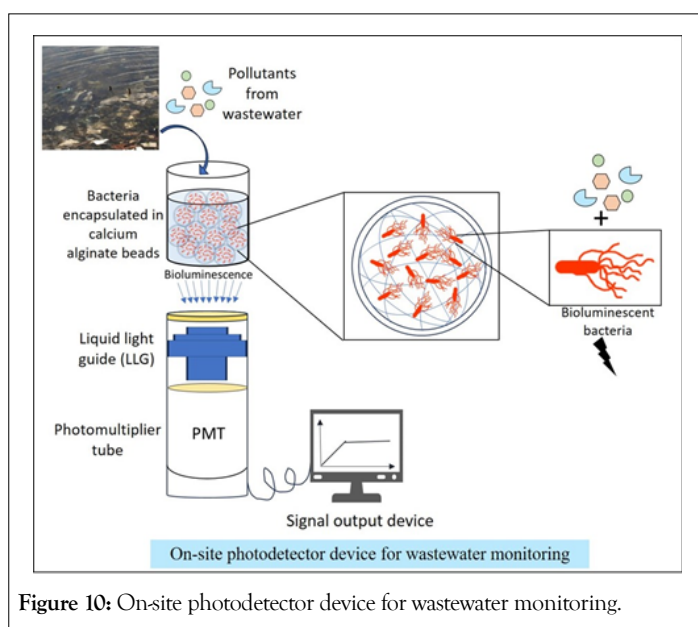 Pollutants
from
wastewater
Bacteria
encapsulated in
calcium
alginate beads
Bioluminescence
+
Bioluminescent
bacteria
Liquid light
guide (LLG)
Photomultiplier
tube
PMT
Signal output device
On-site photodetector device for wastewater monitoring
Figure 10: On-site photodetector device for wastewater monitoring.